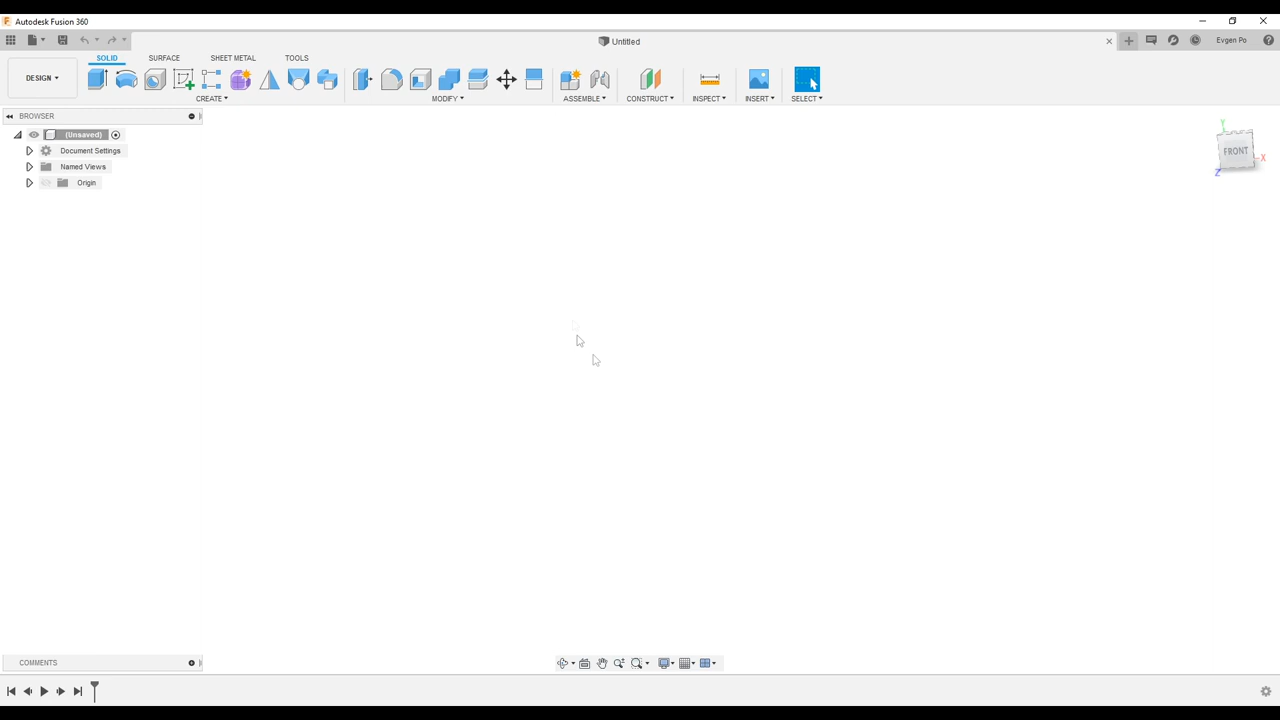 Autodesk Fusion 360
Untitled
Evgen Po
SOLID SURFACE SHEET METAL TOOLS
DESIGN
CREATE MODIFY ASSEMBLE CONSTRUCT INSPECT INSERT SELECT
BROWSER
(Unsaved)
Document Settings
Named Views
Origin
Y
FRONT
X
Z
COMMENTS